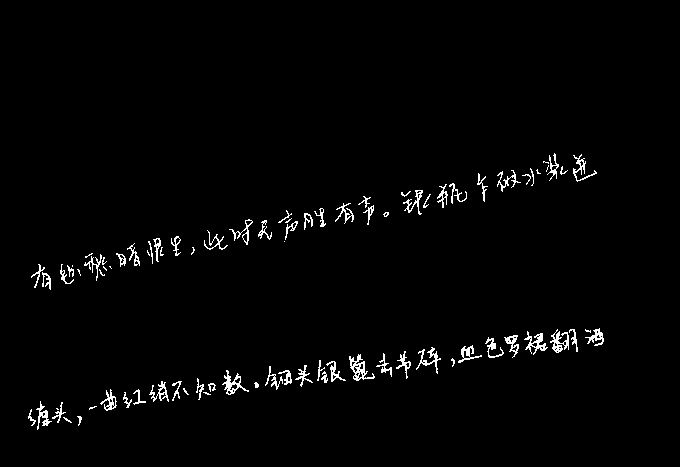 有愁暗恨生，此时无声胜有声。银瓶乍破水浆迸
缠头，一曲红绡不知数。钿头银篦击节碎，血色罗裙翻酒